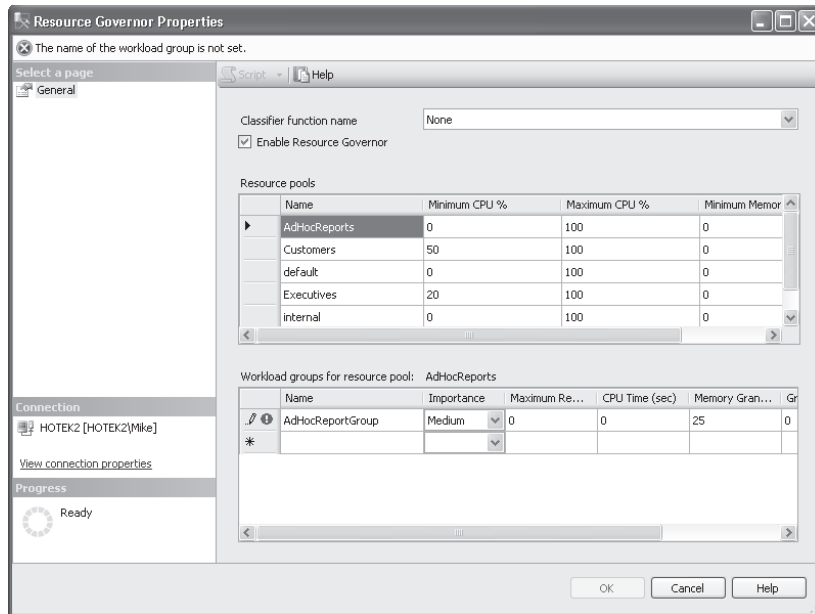 Resource Governor Properties
The name of the workload group is not set.
Select a page
General
Script
Help
Classifier function name
None
Enable Resource Governor
Resource pools
Name Minimum CPU % Maximum CPU % Minimum Memor
AdHocReports 0 100 0
Customers 50 100 0
default 0 100 0
Executives 20 100 0
internal 0 100 0
Workload groups for resource pool: AdHocReports
Name Importance Maximum Re... CPU Time (sec) Memory Gran... Gr
AdHocReportGroup Medium 0 0 25 0
Connection
HOTEK2 [HOTEK2\Mike]
View connection properties
Progress
Ready
OK Cancel Help